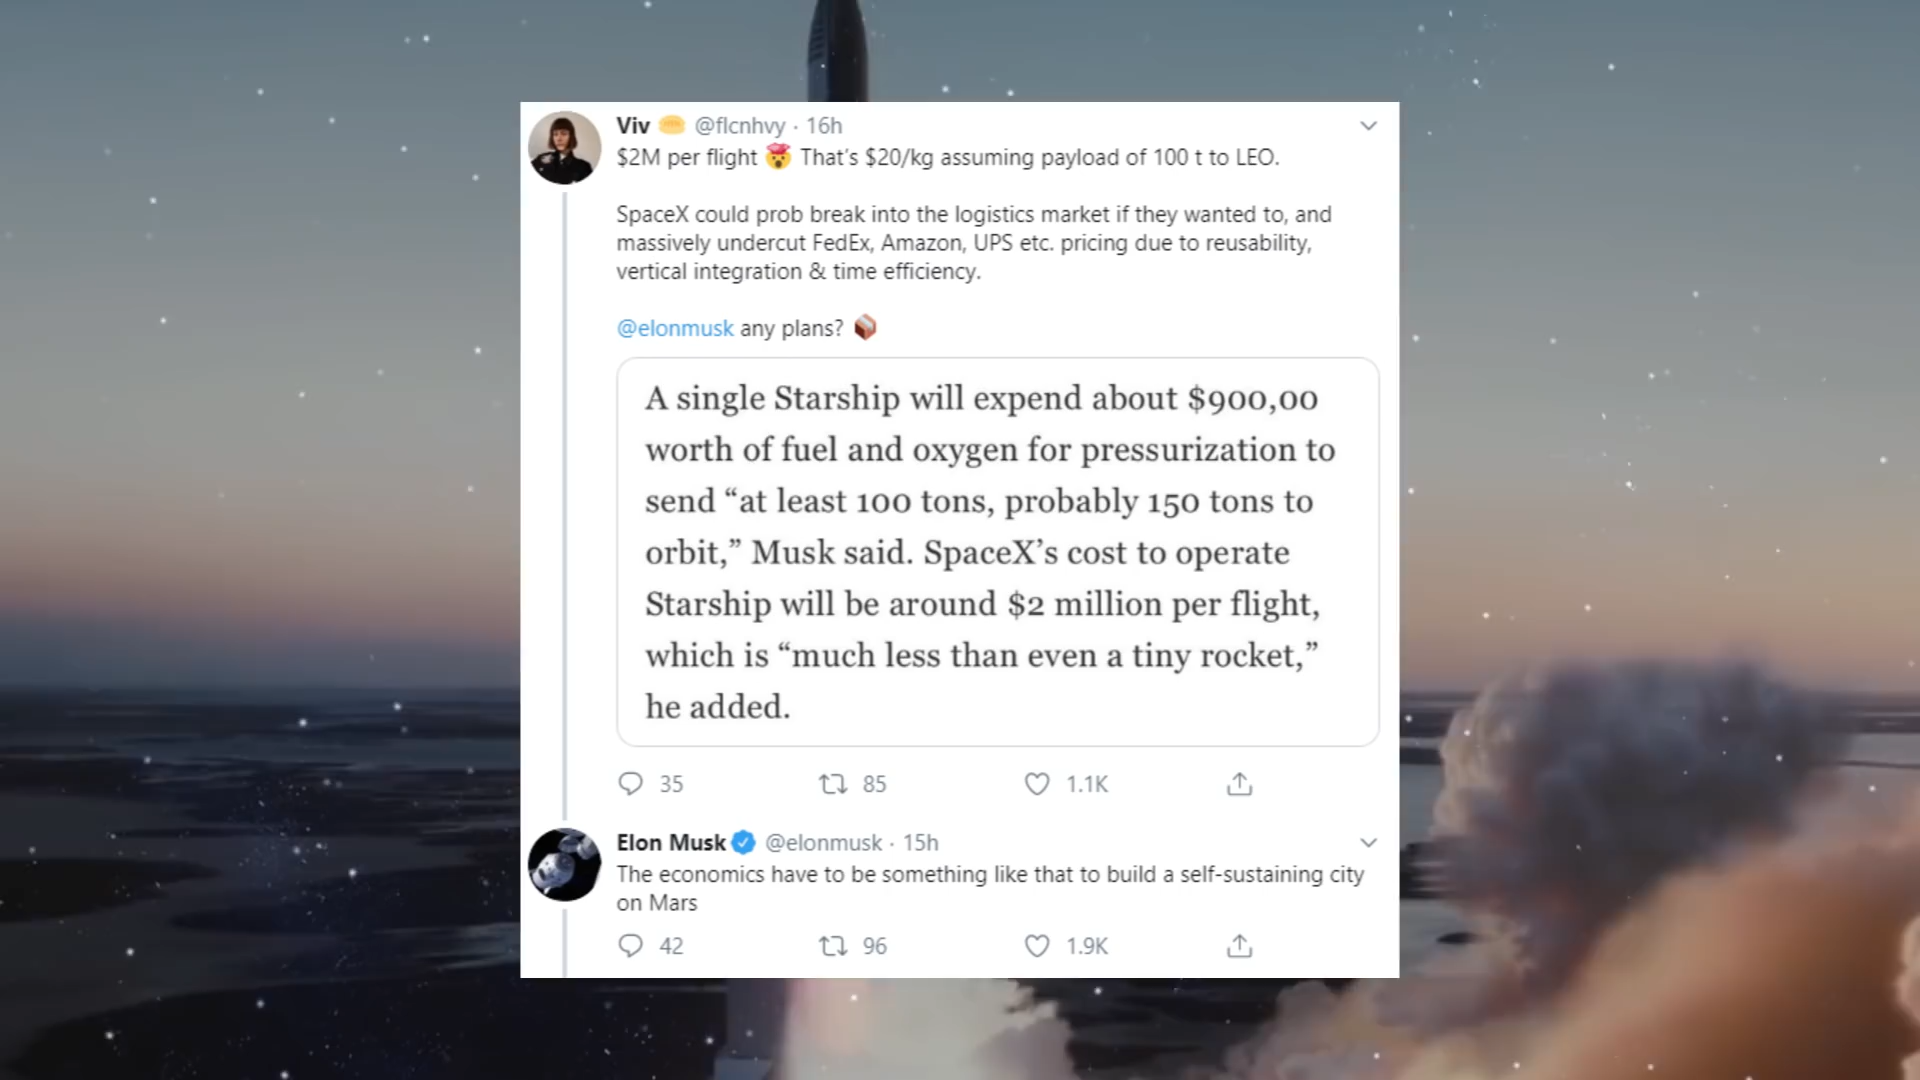 Viv @flcnhvy · 16h
$2M per flight 🤯 That's $20/kg assuming payload of 100 t to LEO.
SpaceX could prob break into the logistics market if they wanted to, and
massively undercut FedEx, Amazon, UPS etc. pricing due to reusability,
vertical integration & time efficiency.
@elonmusk any plans? 📦
A single Starship will expend about $900,00
worth of fuel and oxygen for pressurization to
send “at least 100 tons, probably 150 tons to
orbit,” Musk said. SpaceX’s cost to operate
Starship will be around $2 million per flight,
which is “much less than even a tiny rocket,”
he added.
35 85 1.1K
Elon Musk @elonmusk · 15h
The economics have to be something like that to build a self-sustaining city
on Mars
42 96 1.9K